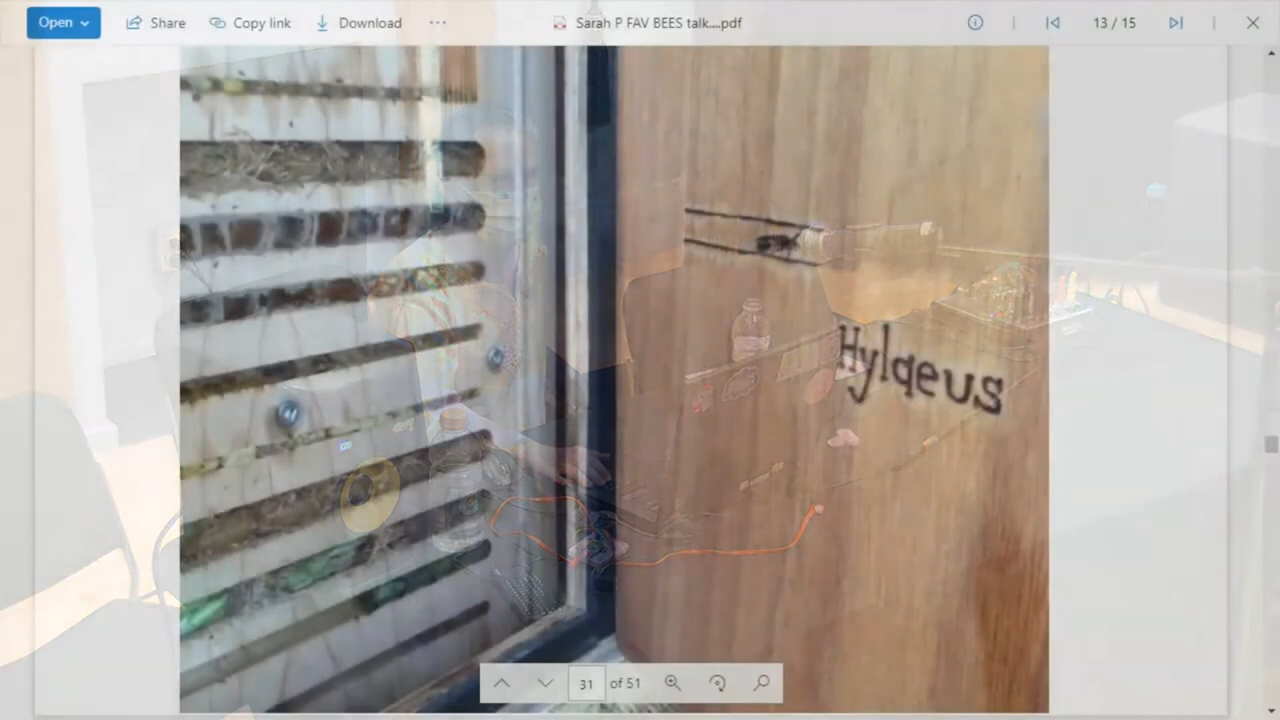 Open
Share
Copy link
Download
Sarah P FAV BEES talk....pdf
13 / 15
Hylaeus
31 of 51